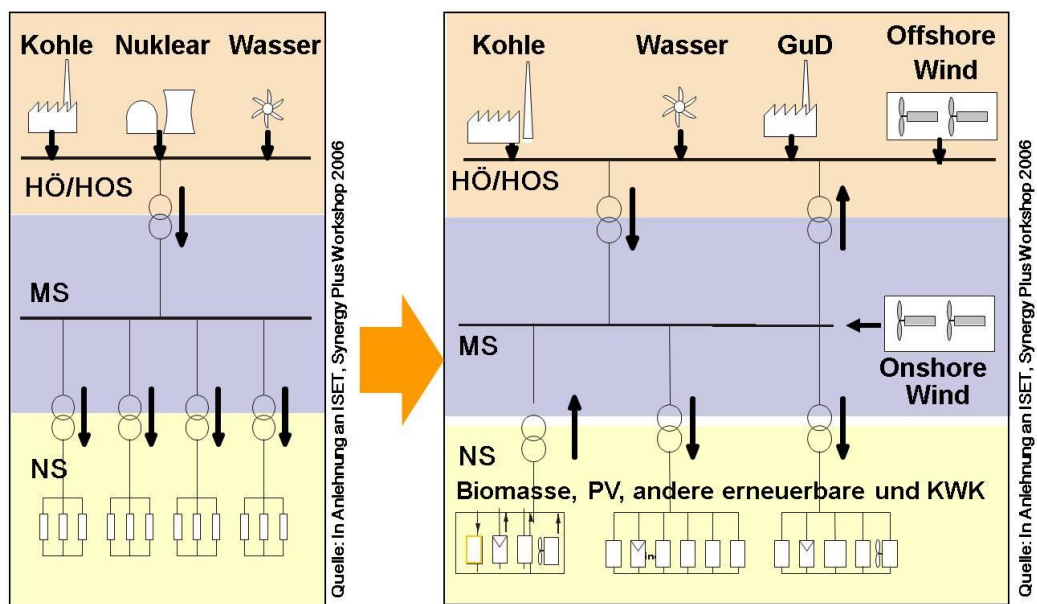 Kohle Nuklear Wasser
HÖ/HOS
MS
NS
Quelle: In Anlehnung an ISET, Synergy Plus Workshop 2006
Kohle Wasser GuD Offshore
Wind
HÖ/HOS
MS
Onshore
Wind
NS
Biomasse, PV, andere erneuerbare und KWK
Quelle: In Anlehnung an ISET, Synergy Plus Workshop 2006